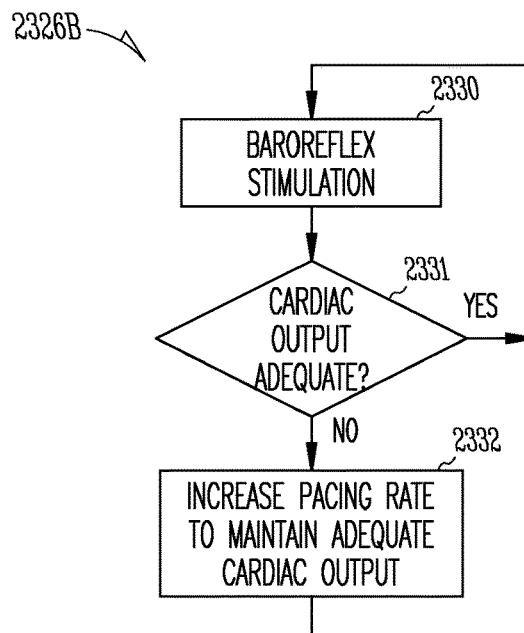 2326B
2330
BAROREFLEX
STIMULATION
2331
CARDIAC
OUTPUT
ADEQUATE?
YES
NO
2332
INCREASE PACING RATE
TO MAINTAIN ADEQUATE
CARDIAC OUTPUT